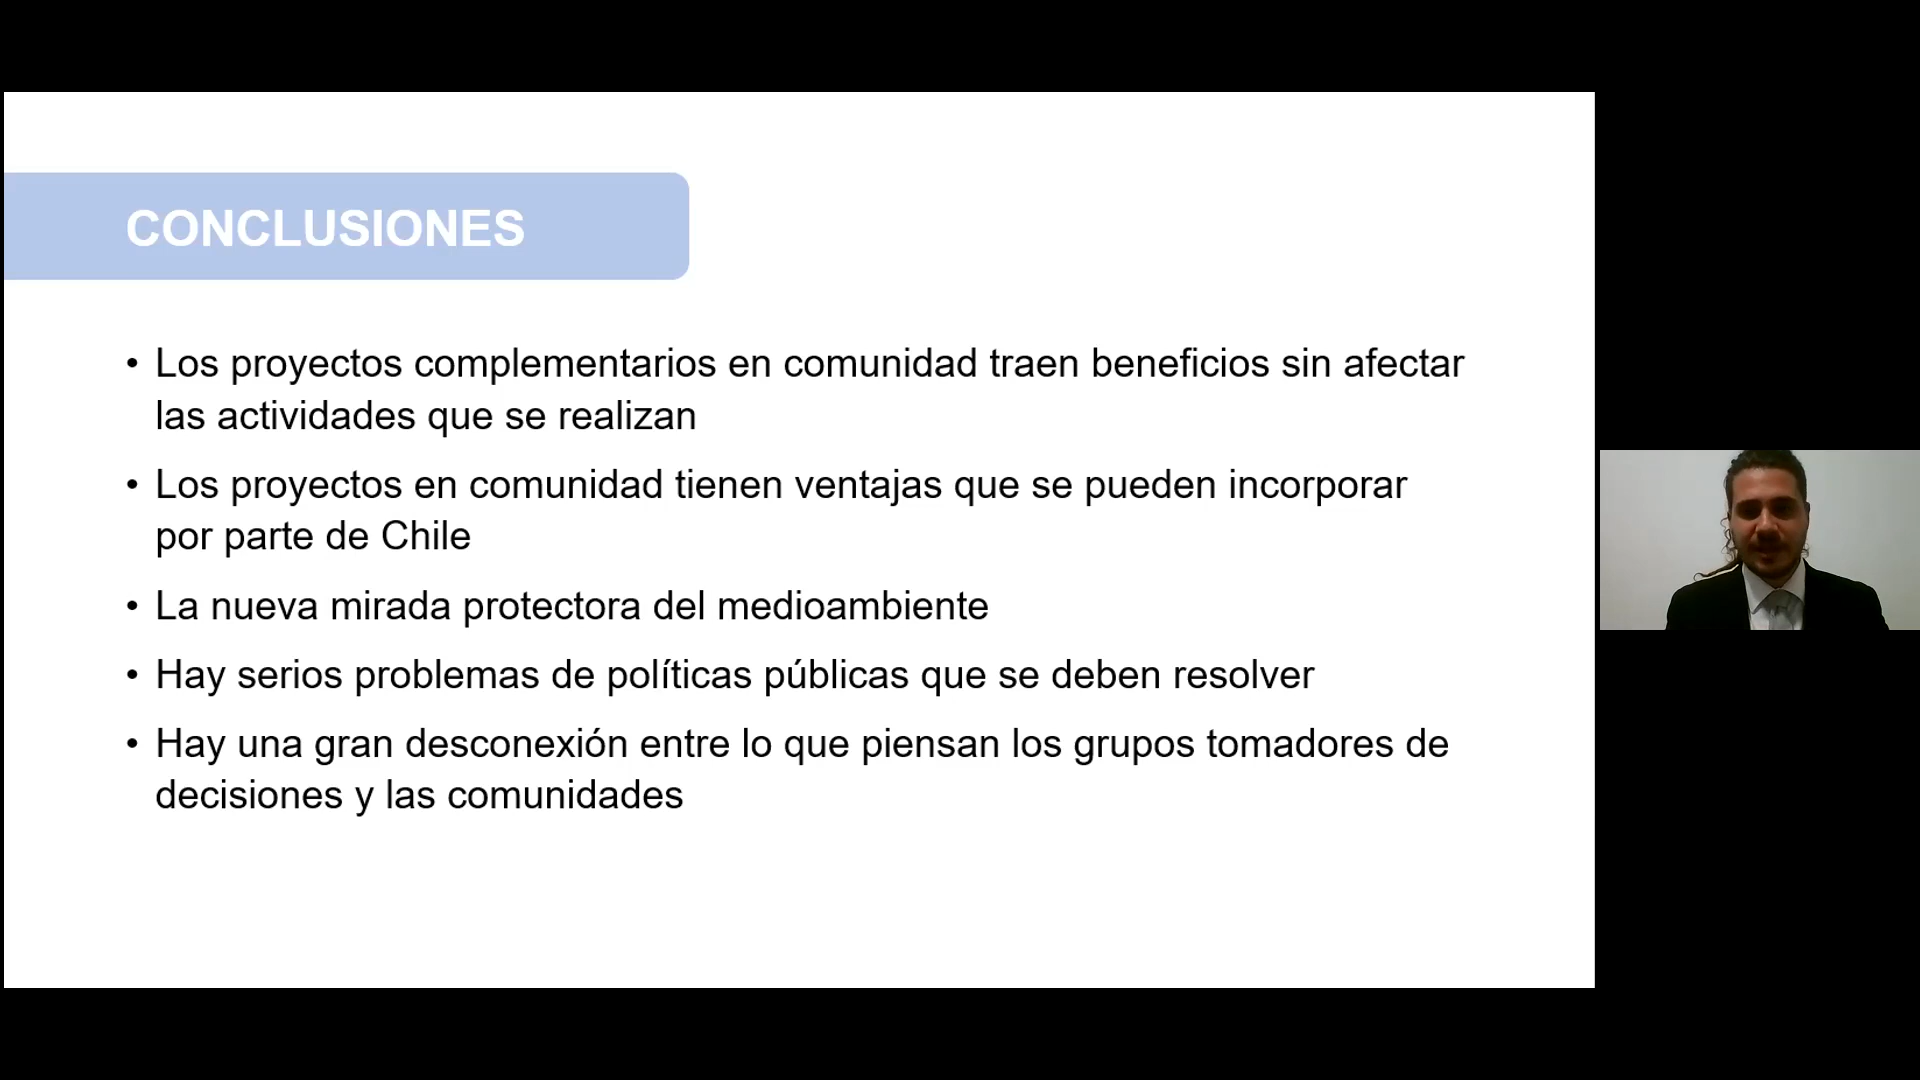 CONCLUSIONES
• Los proyectos complementarios en comunidad traen beneficios sin afectar
las actividades que se realizan
• Los proyectos en comunidad tienen ventajas que se pueden incorporar
por parte de Chile
• La nueva mirada protectora del medioambiente
• Hay serios problemas de políticas públicas que se deben resolver
• Hay una gran desconexión entre lo que piensan los grupos tomadores de
decisiones y las comunidades